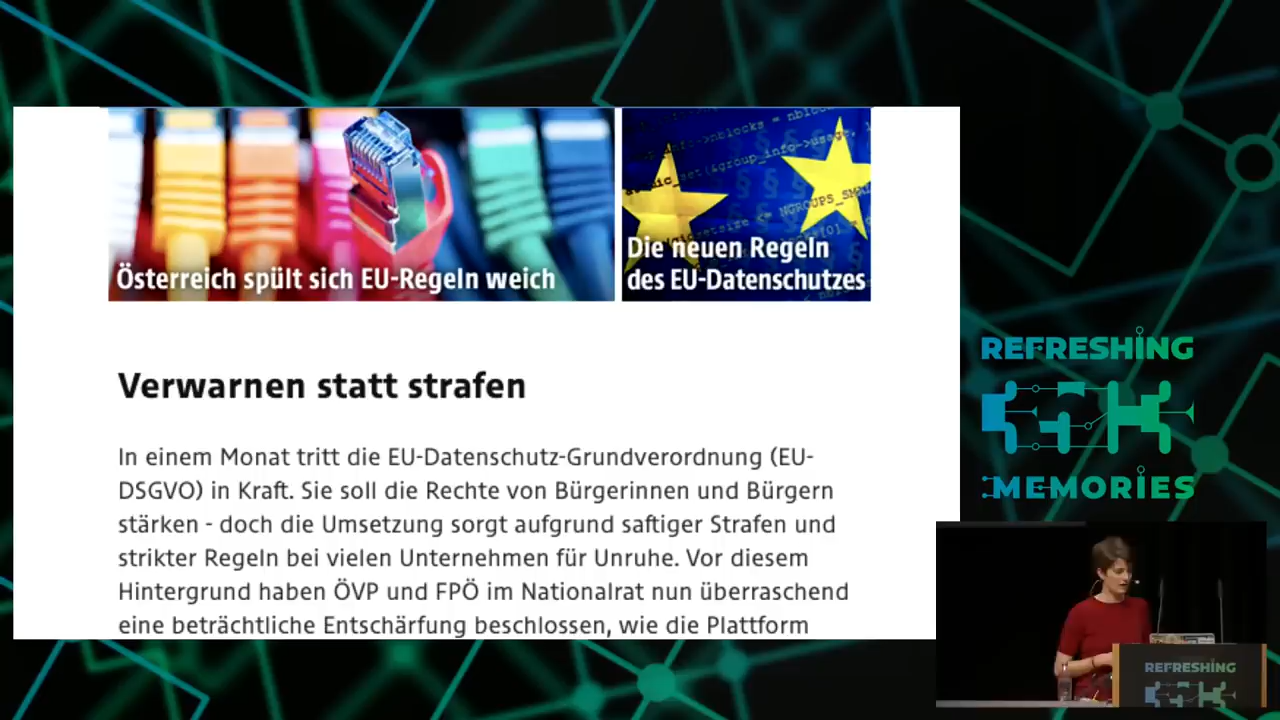 Österreich spült sich EU-Regeln weich
Die neuen Regeln
des EU-Datenschutzes
Verwarnen statt strafen
In einem Monat tritt die EU-Datenschutz-Grundverordnung (EU-
DSGVO) in Kraft. Sie soll die Rechte von Bürgerinnen und Bürgern
stärken - doch die Umsetzung sorgt aufgrund saftiger Strafen und
strikter Regeln bei vielen Unternehmen für Unruhe. Vor diesem
Hintergrund haben ÖVP und FPÖ im Nationalrat nun überraschend
eine beträchtliche Entschärfung beschlossen, wie die Plattform
REFRESHING
MEMORIES
REFRESHING